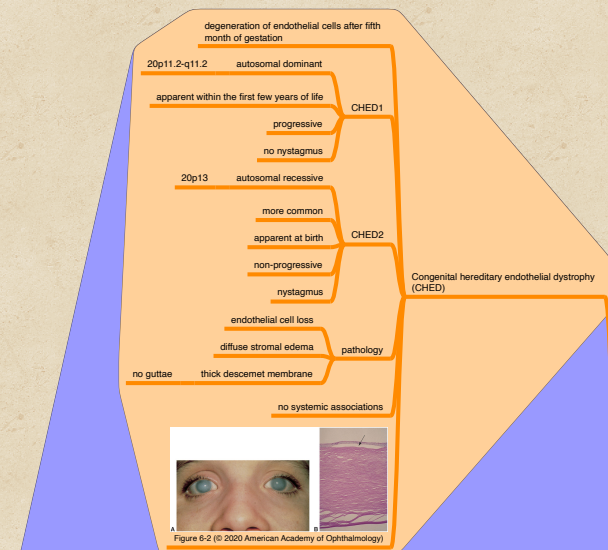 degeneration of endothelial cells after fifth
month of gestation
20p11.2-q11.2
autosomal dominant
apparent within the first few years of life
CHED1
progressive
no nystagmus
20p13
autosomal recessive
more common
CHED2
apparent at birth
non-progressive
nystagmus
Congenital hereditary endothelial dystrophy
(CHED)
endothelial cell loss
diffuse stromal edema
pathology
no guttae
thick descemet membrane
no systemic associations
A
B
Figure 6-2 (© 2020 American Academy of Ophthalmology)